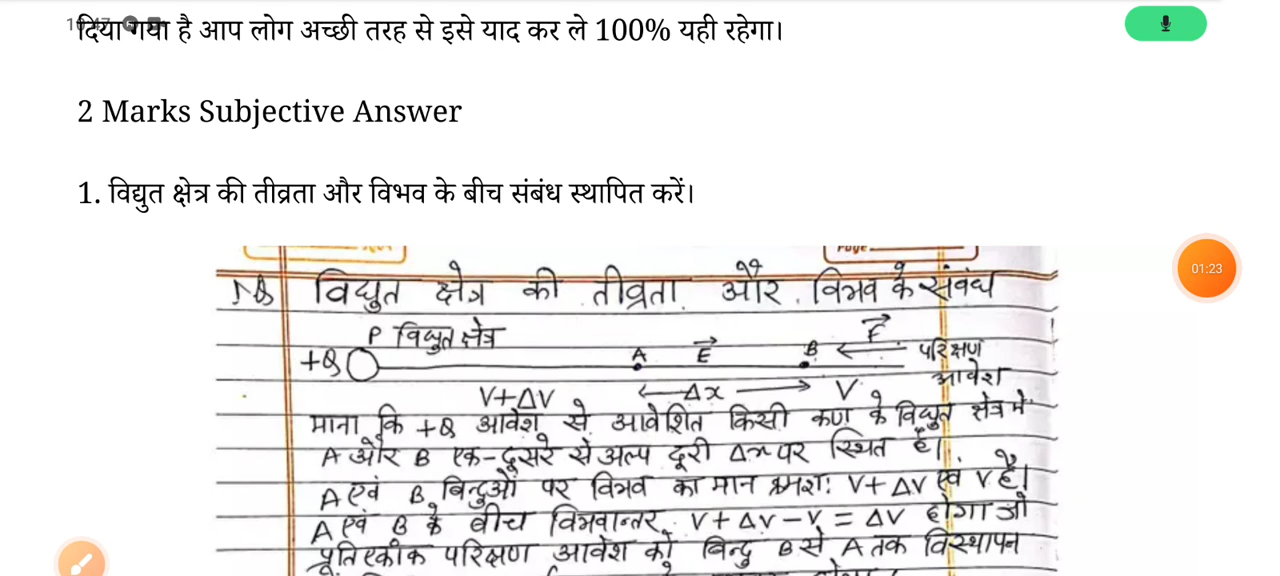 दिया गया है आप लोग अच्छी तरह से इसे याद कर ले 100% यही रहेगा।
2 Marks Subjective Answer
1. विद्युत क्षेत्र की तीव्रता और विभव के बीच संबंध स्थापित करें।
01:23
विद्युत क्षेत्र की तीव्रता और विभव के संबंध
P विद्युत क्षेत्र
+Q A E B F परिक्षण
आवेश
V+ΔV Δx V
माना कि +Q आवेश से आवेशित किसी कण के विद्युत क्षेत्र में
A और B एक-दूसरे से अल्प दूरी Δx पर स्थित है।
A एवं B बिन्दुओं पर विभव का मान क्रमशः V+ΔV एवं V है।
A एवं B के बीच विभवान्तर V+ΔV-V = ΔV होगा जो
प्रति एकांक परिक्षण आवेश को बिन्दु B से A तक विस्थापन